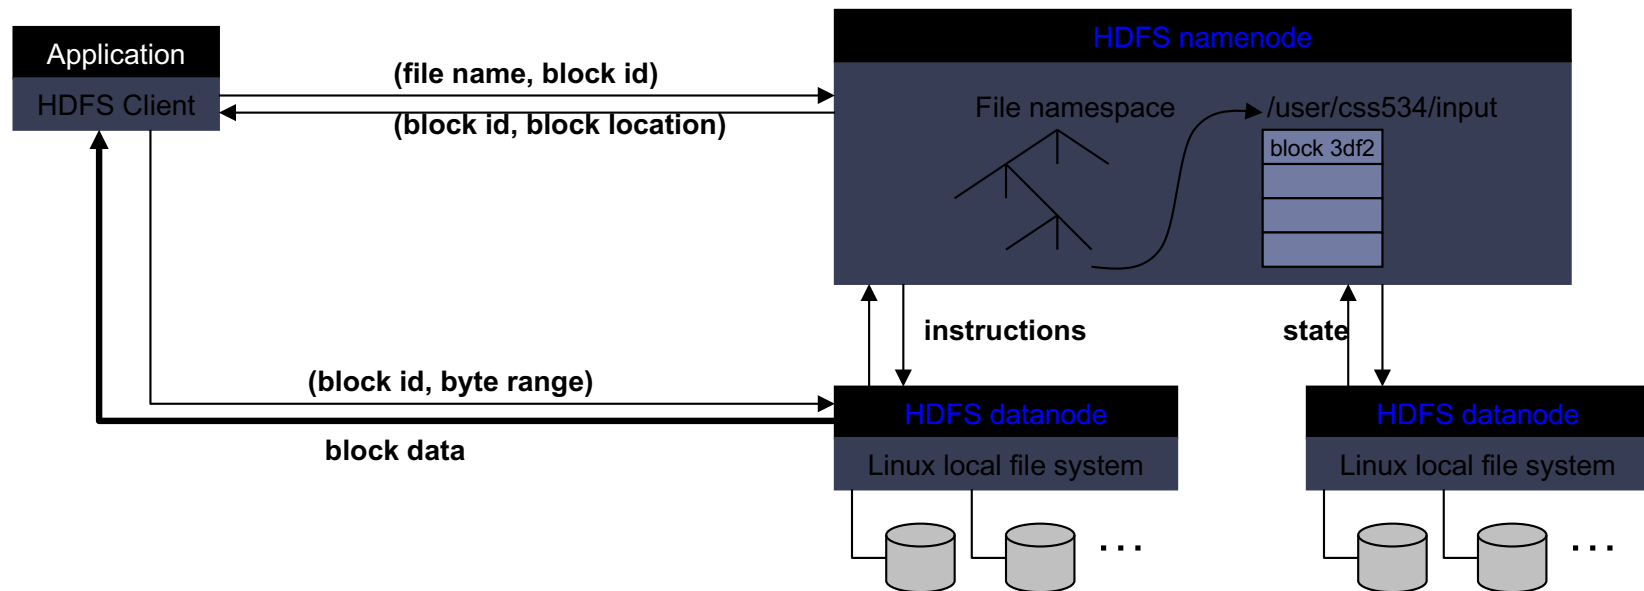 HDFS namenode
Application
(file name, block id)
HDFS Client
File namespace
/user/css534/input
(block id, block location)
block 3df2
instructions
state
(block id, byte range)
HDFS datanode
HDFS datanode
block data
Linux local file system
Linux local file system
...
...